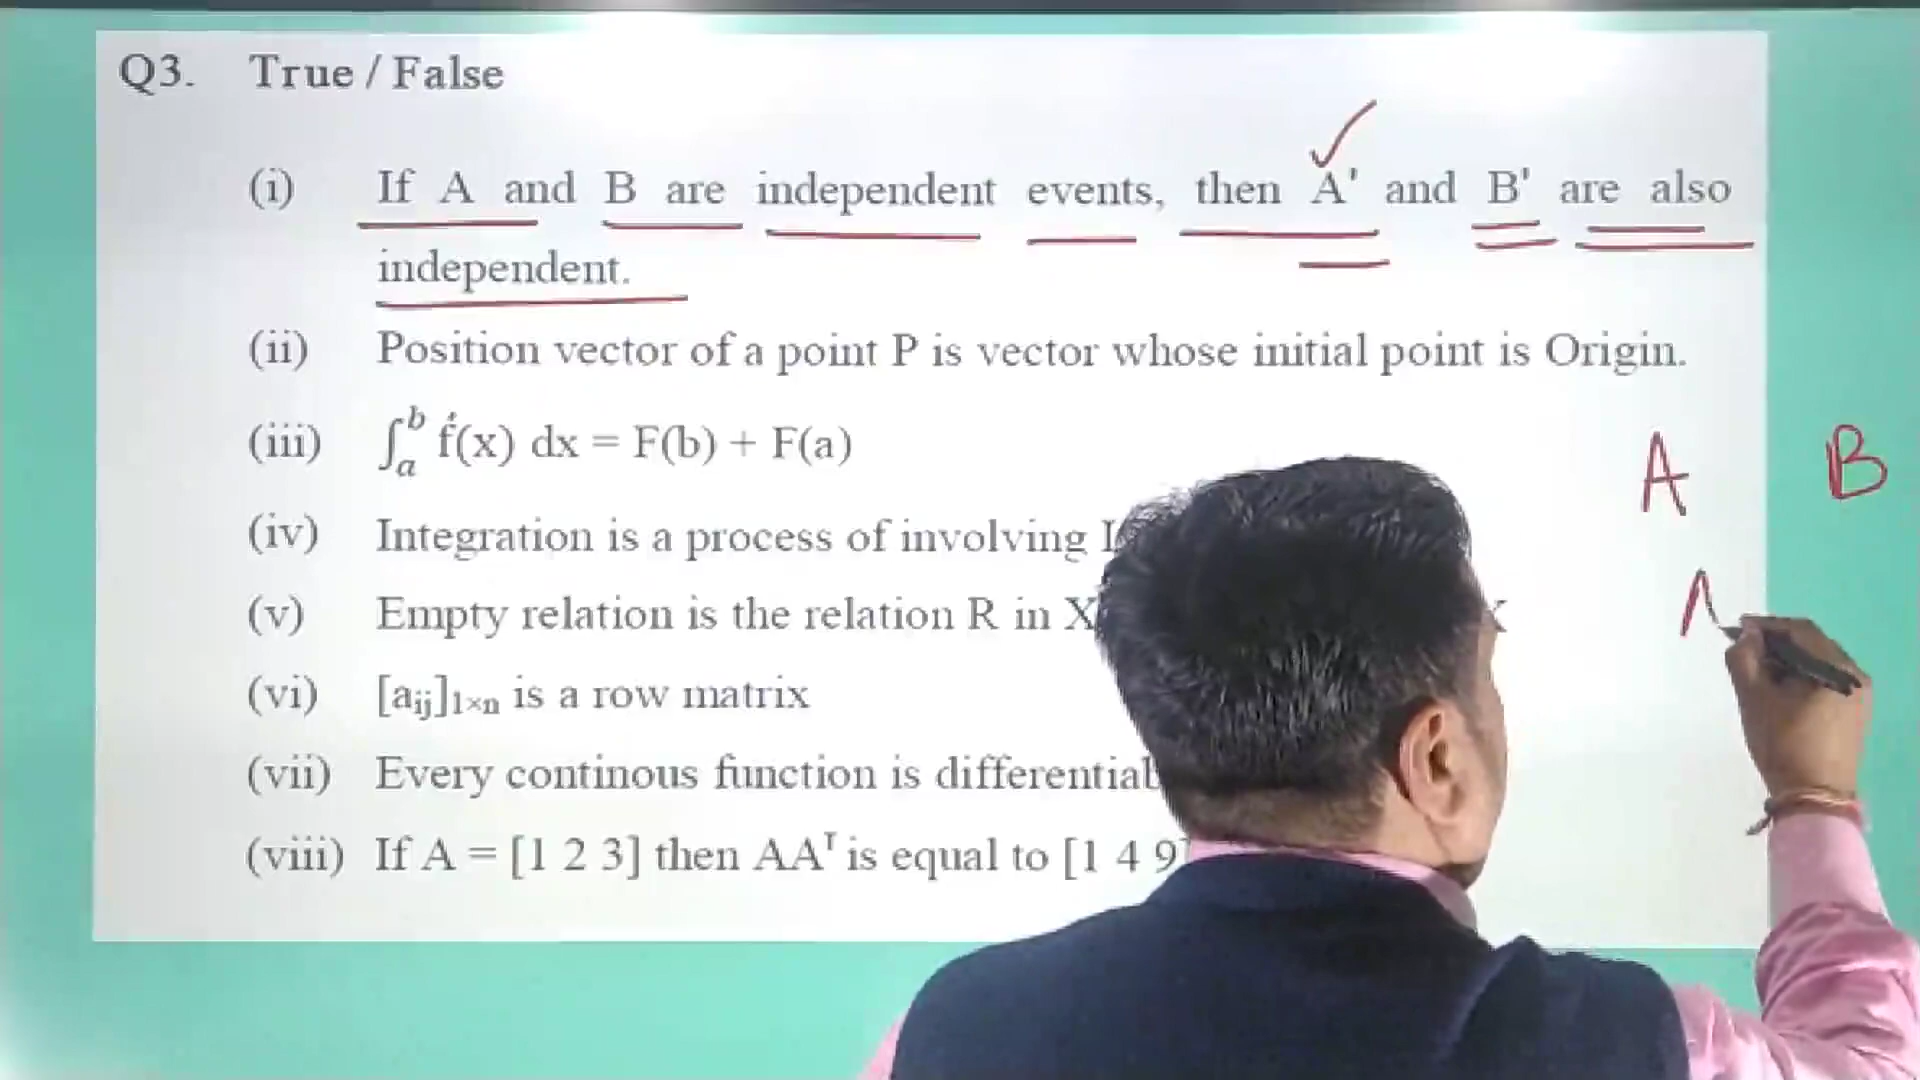 Q3. True / False
(i) If A and B are independent events, then A' and B' are also
independent.
(ii) Position vector of a point P is vector whose initial point is Origin.
(iii) ∫ₐᵇ f(x) dx = F(b) + F(a)
A B
(iv) Integration is a process of involving
(v) Empty relation is the relation R in X
(vi) [aᵢⱼ]₁ₓₙ is a row matrix
(vii) Every continous function is
(viii) If A = [1 2 3] then AAᵀ is equal to [1 4 9